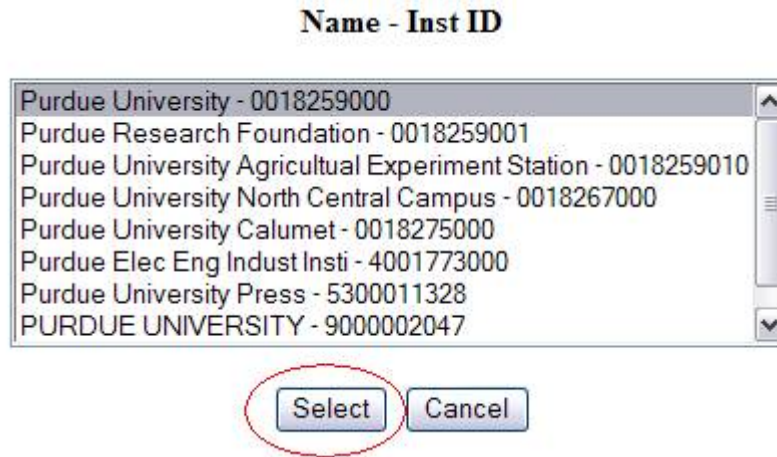 Name - Inst ID
Purdue University - 0018259000
Purdue Research Foundation - 0018259001
Purdue University Agricultual Experiment Station - 0018259010
Purdue University North Central Campus - 0018267000
Purdue University Calumet - 0018275000
Purdue Elec Eng Indust Insti - 4001773000
Purdue University Press - 5300011328
PURDUE UNIVERSITY - 9000002047
Select Cancel